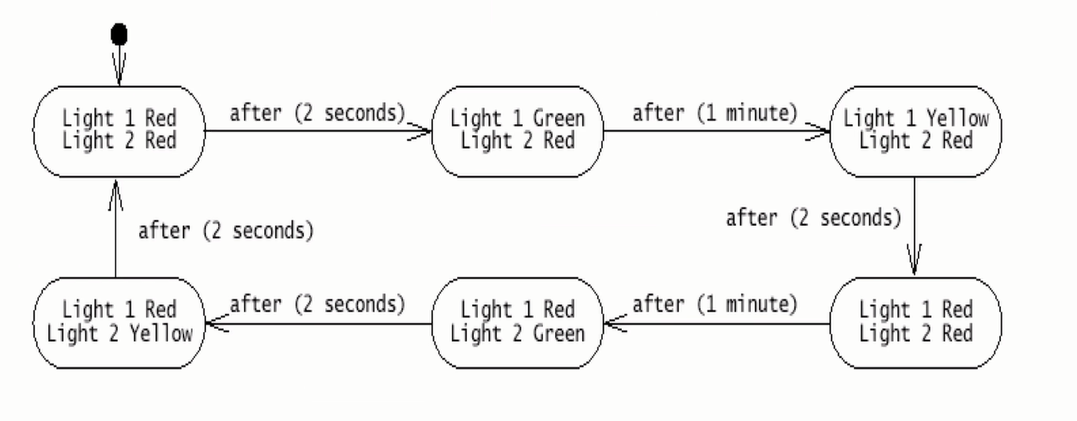 Light 1 Red
Light 2 Red
after (2 seconds)
Light 1 Green
Light 2 Red
after (1 minute)
Light 1 Yellow
Light 2 Red
after (2 seconds)
Light 1 Red
Light 2 Red
after (1 minute)
Light 1 Red
Light 2 Green
after (2 seconds)
Light 1 Red
Light 2 Yellow
after (2 seconds)